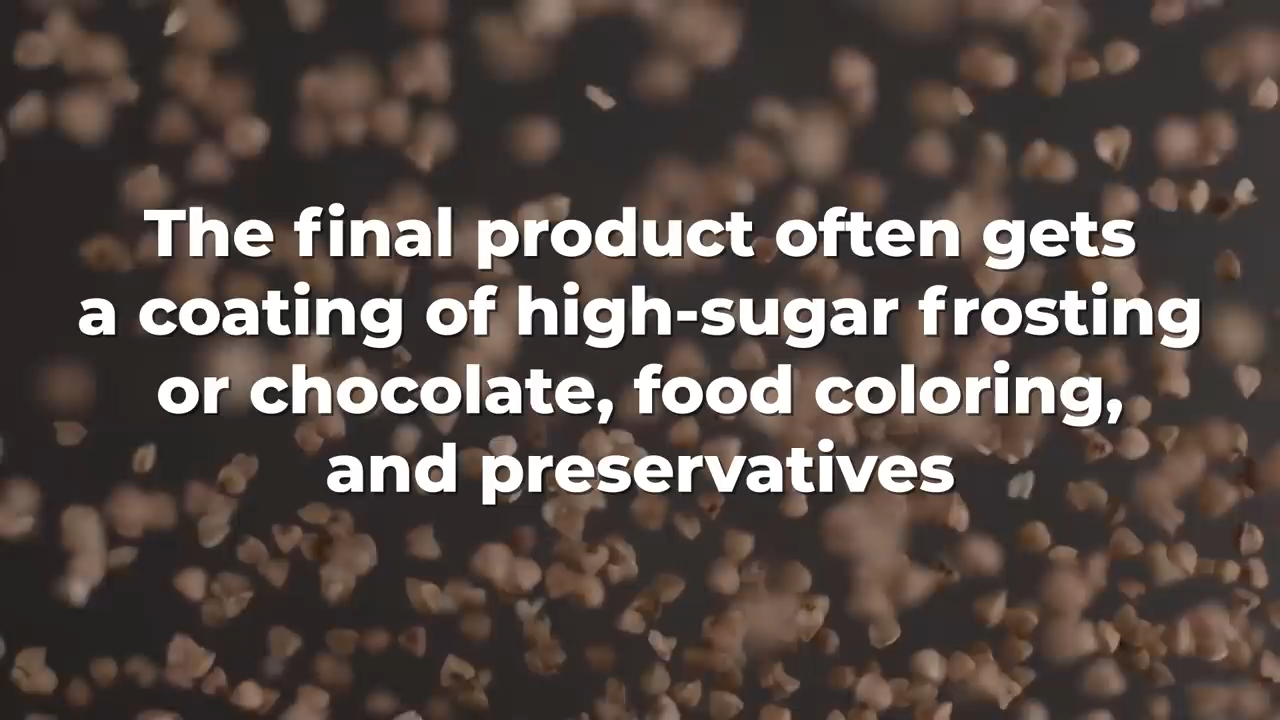 The final product often gets
a coating of high-sugar frosting
or chocolate, food coloring,
and preservatives